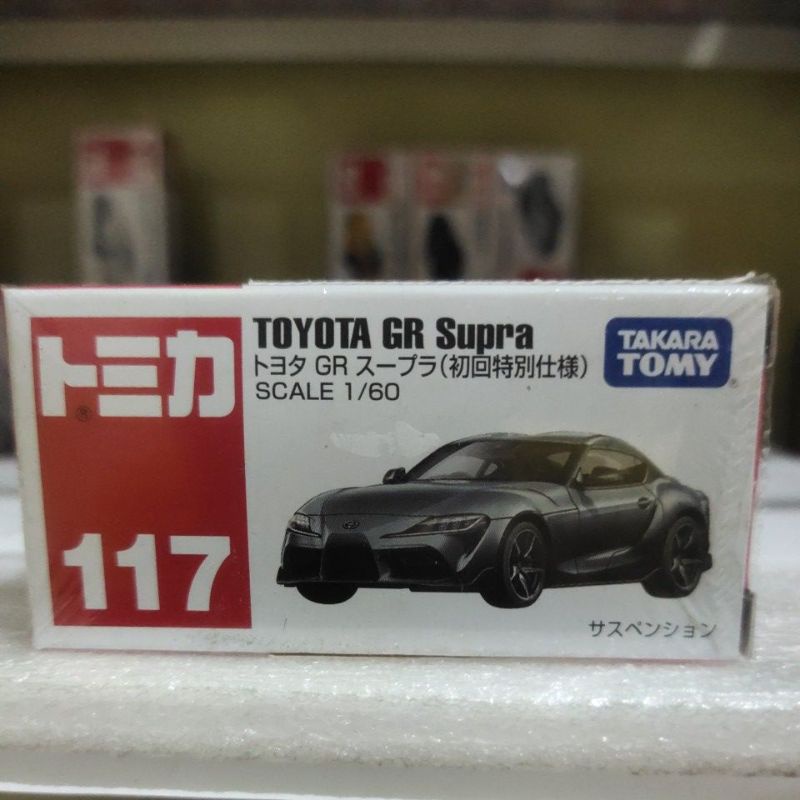 トミカ
®
117
TOYOTA GR Supra
トヨタ GR スープラ(初回特別仕様)
SCALE 1/60
TAKARA
TOMY
サスペンション